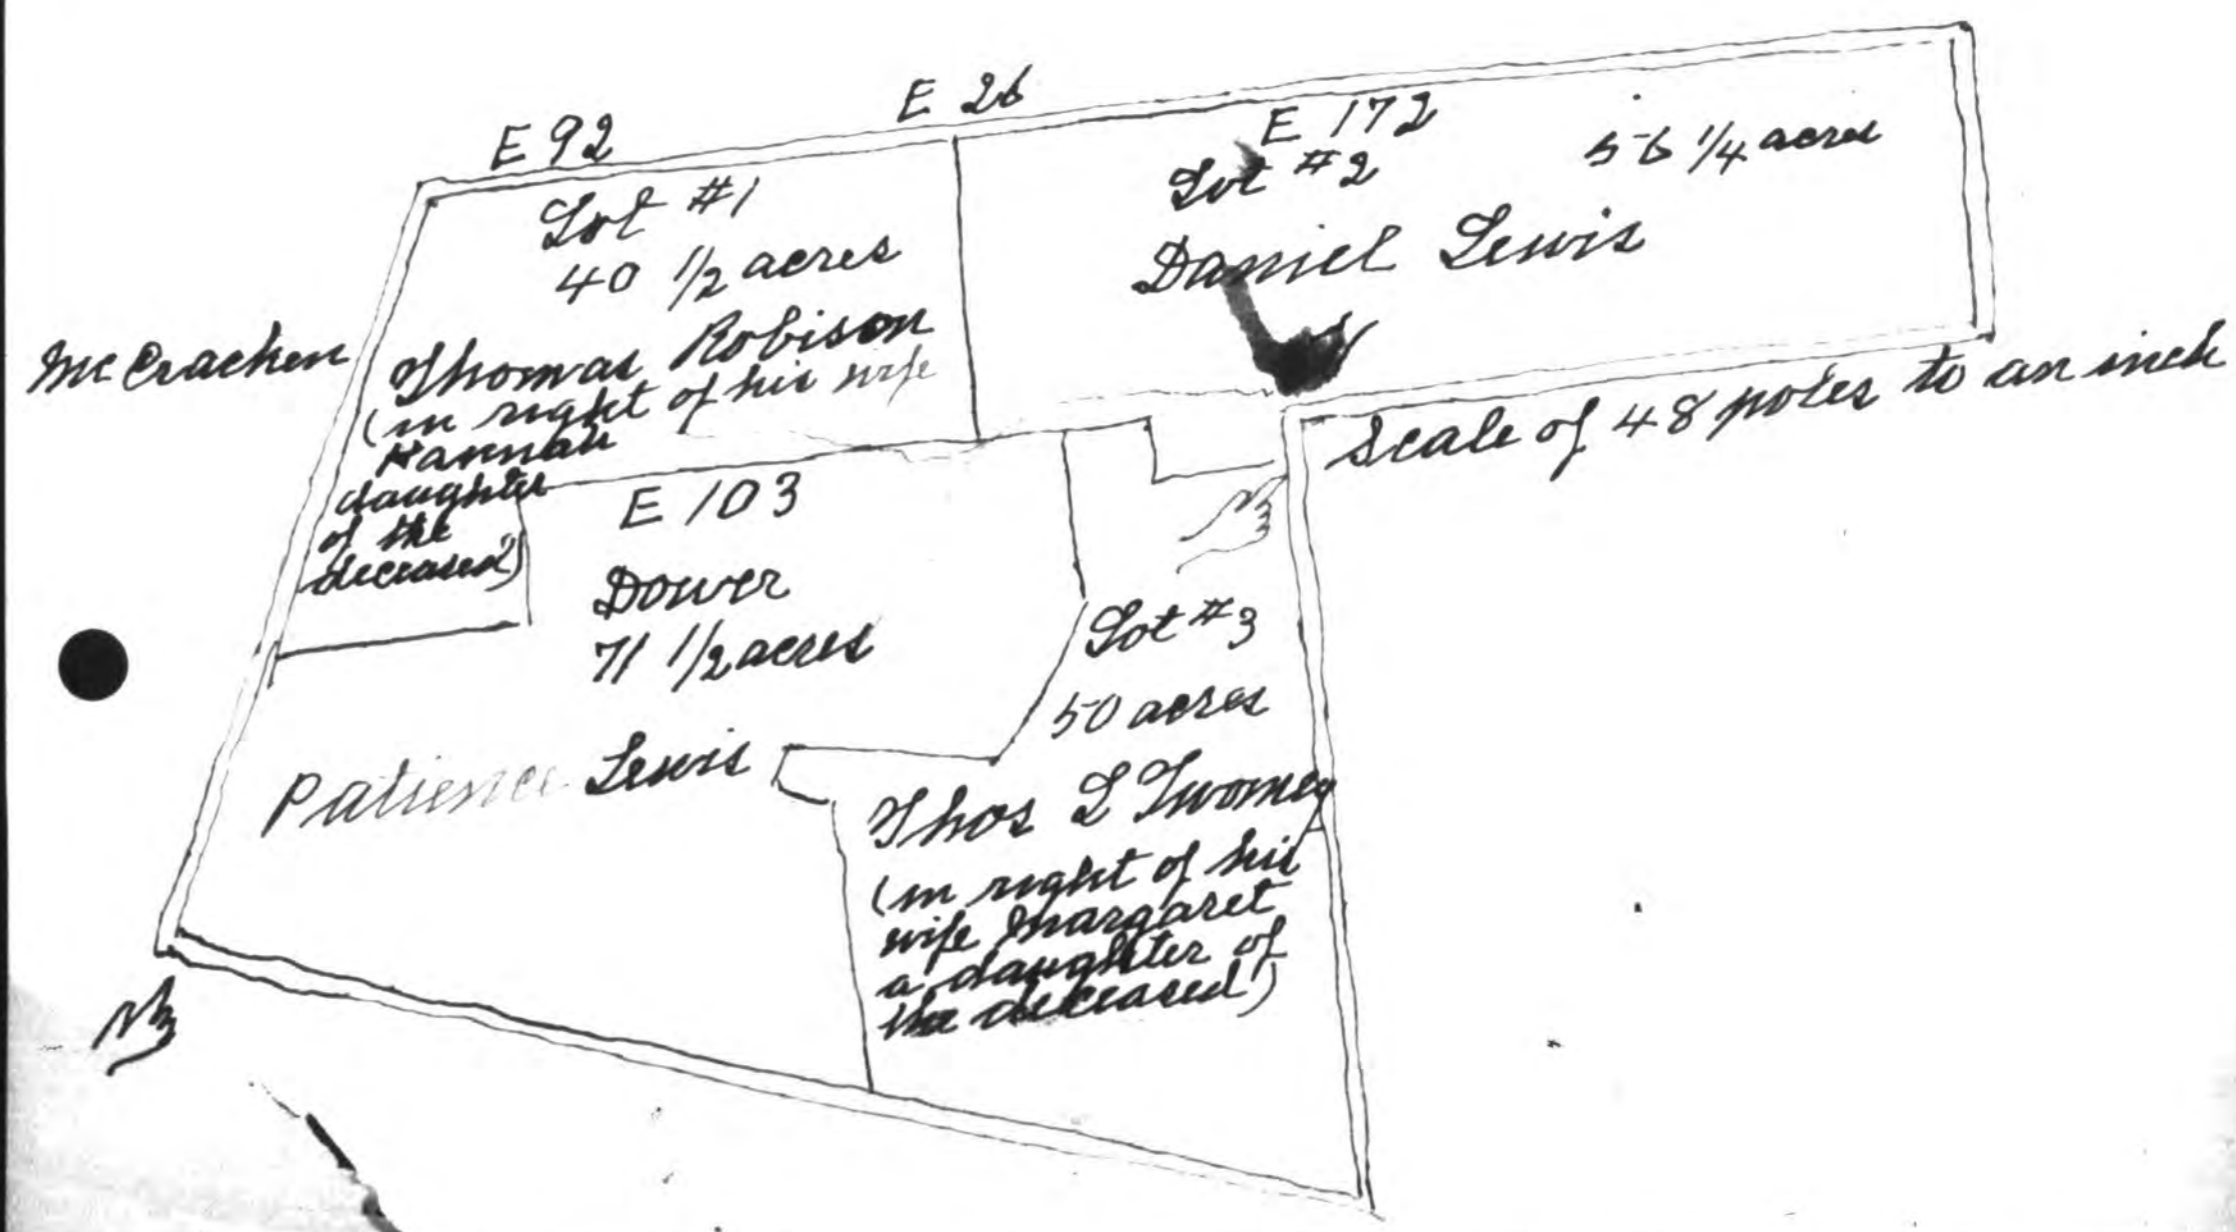 E 92
E 26
E 172
Lot #1
40 1/2 acres
Thomas Robison
(in right of his wife
Hannah
daughter
of the
deceased)
Lot #2
56 1/4 acres
Daniel Lewis
McCracken
Scale of 48 poles to an inch
E 103
Dower
71 1/2 acres
Patience Lewis
Lot #3
50 acres
Thos L Twomey
(in right of his
wife Margaret
a daughter of
the deceased)